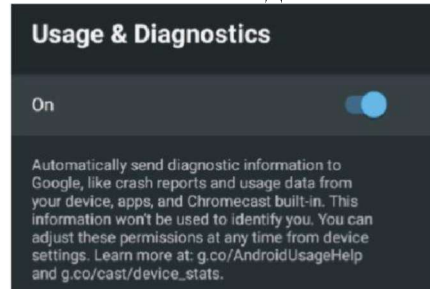 Usage & Diagnostics
On
Automatically send diagnostic information to
Google, like crash reports and usage data from
your device, apps, and Chromecast built-in. This
information won't be used to identify you. You can
adjust these permissions at any time from device
settings. Learn more at: g.co/AndroidUsageHelp
and g.co/cast/device_stats.